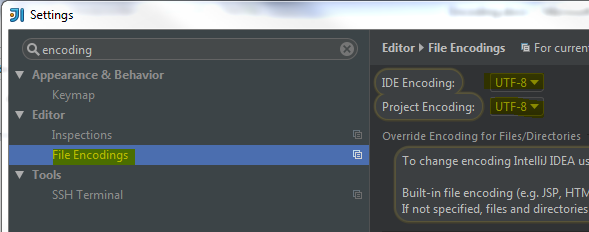 Settings
encoding
Appearance & Behavior
Keymap
Editor
Inspections
File Encodings
Tools
SSH Terminal
Editor File Encodings For current
IDE Encoding: UTF-8
Project Encoding: UTF-8
Override Encoding for Files/Directories
To change encoding IntelliJ IDEA us
Built-in file encoding (e.g. JSP, HTM
If not specified, files and directories